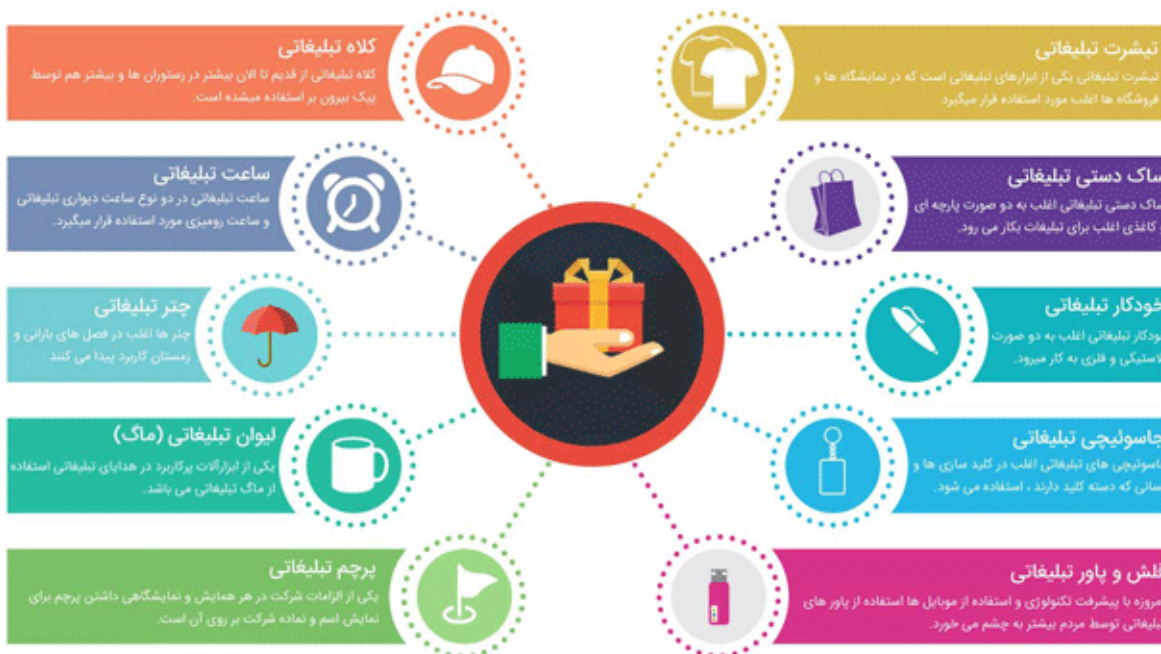 تیشرت تبلیغاتی
تیشرت تبلیغاتی یکی از ابزارهای تبلیغاتی است که در نمایشگاه ها و
فروشگاه ها اغلب مورد استفاده قرار میگیرد
ساک دستی تبلیغاتی
ساک دستی تبلیغاتی اغلب به دو صورت پارچه ای
کاغذی اغلب برای تبلیغات بکار می رود.
خودکار تبلیغاتی
ودکار تبلیغاتی اغلب به دو صورت
لاستیکی و فلزی به کار میرود.
جاسوئیچی تبلیغاتی
جاسوئیچی های تبلیغاتی اغلب در کلید سازی ها و
سانی که دسته کلید دارند ، استفاده می شود.
فلش و پاور تبلیغاتی
مروزه با پیشرفت تکنولوژی و استفاده از موبایل ها استفاده از پاور های
تبلیغاتی توسط مردم بیشتر به چشم می خورد.
کلاه تبلیغاتی
کلاه تبلیغاتی از قدیم تا الان بیشتر در رستوران ها و بیشتر هم توسط
پیک بیرون بر استفاده میشده است.
ساعت تبلیغاتی
ساعت تبلیغاتی در دو نوع ساعت دیواری تبلیغاتی
و ساعت رومیزی مورد استفاده قرار میگیرد.
چتر تبلیغاتی
چتر ها اغلب در فصل های بارانی و
زمستان کاربرد پیدا می کنند
لیوان تبلیغاتی (ماگ)
یکی از ابزارآلات پرکاربرد در هدایای تبلیغاتی استفاده
از ماگ تبلیغاتی می باشد.
پرچم تبلیغاتی
یکی از الزامات شرکت در هر همایش و نمایشگاهی داشتن پرچم برای
نمایش اسم و نماده شرکت بر روی آن است.